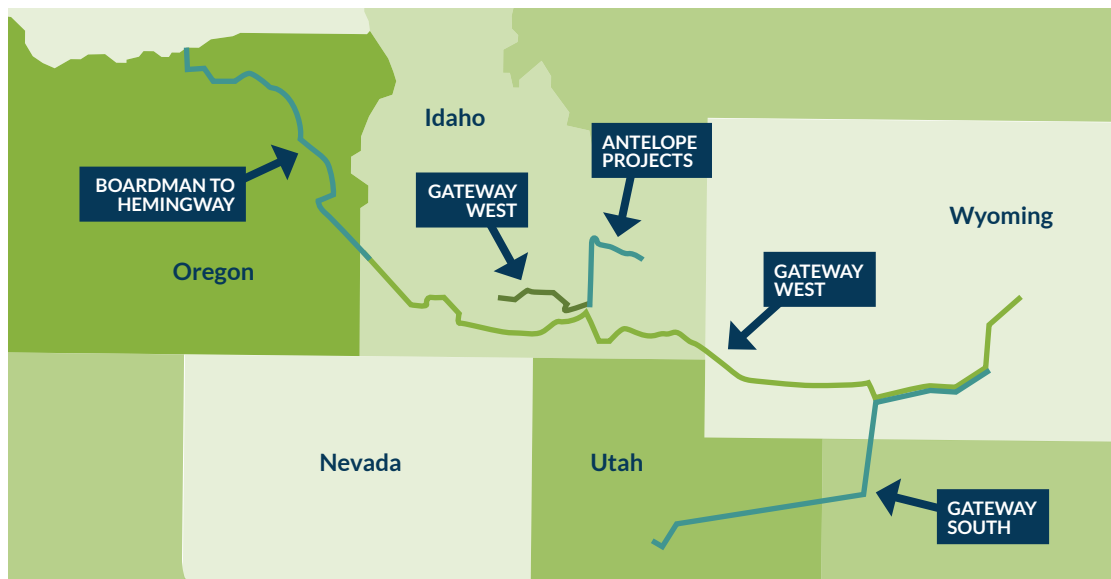 Idaho
ANTELOPE
PROJECTS
BOARDMAN TO
HEMINGWAY
GATEWAY
WEST
Wyoming
Oregon
GATEWAY
WEST
Nevada
Utah
GATEWAY
SOUTH